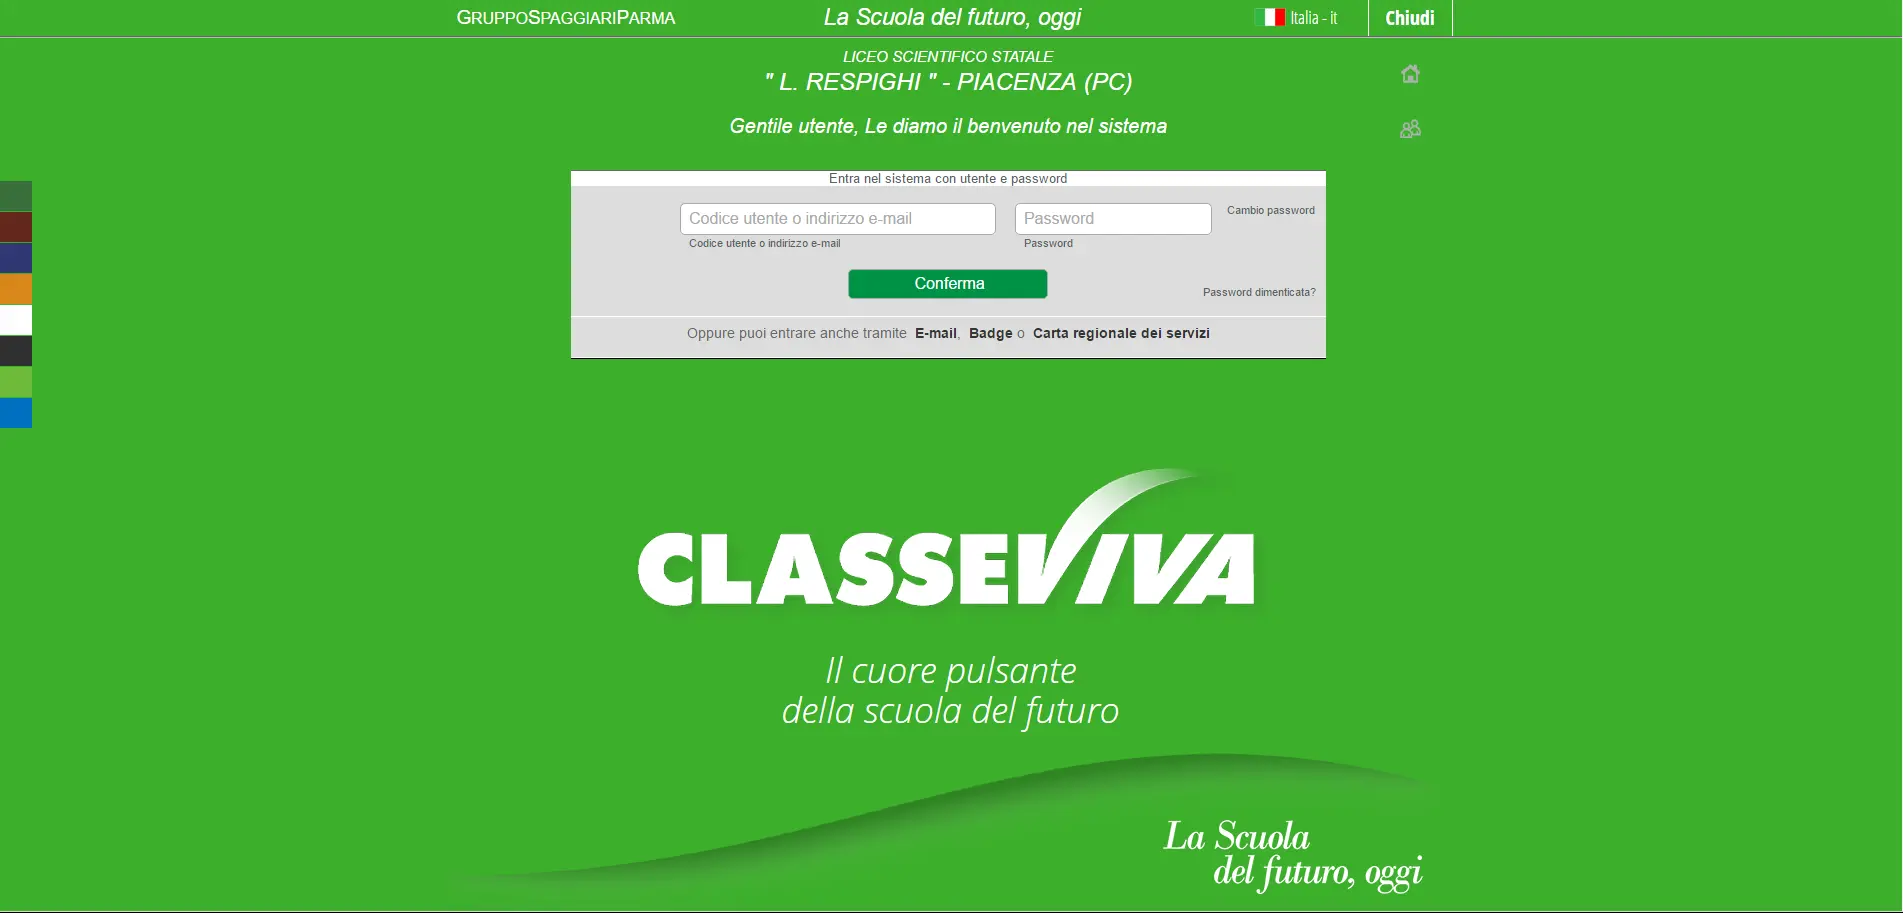 GRUPPOSPAGGIARIPARMA
La Scuola del futuro, oggi
Italia - it
Chiudi
LICEO SCIENTIFICO STATALE
" L. RESPIGHI " - PIACENZA (PC)
Gentile utente, Le diamo il benvenuto nel sistema
Entra nel sistema con utente e password
Codice utente o indirizzo e-mail
Password
Cambio password
Codice utente o indirizzo e-mail
Password
Conferma
Password dimenticata?
Oppure puoi entrare anche tramite E-mail, Badge o Carta regionale dei servizi
CLASSEVIVA
Il cuore pulsante
della scuola del futuro
La Scuola
del futuro, oggi